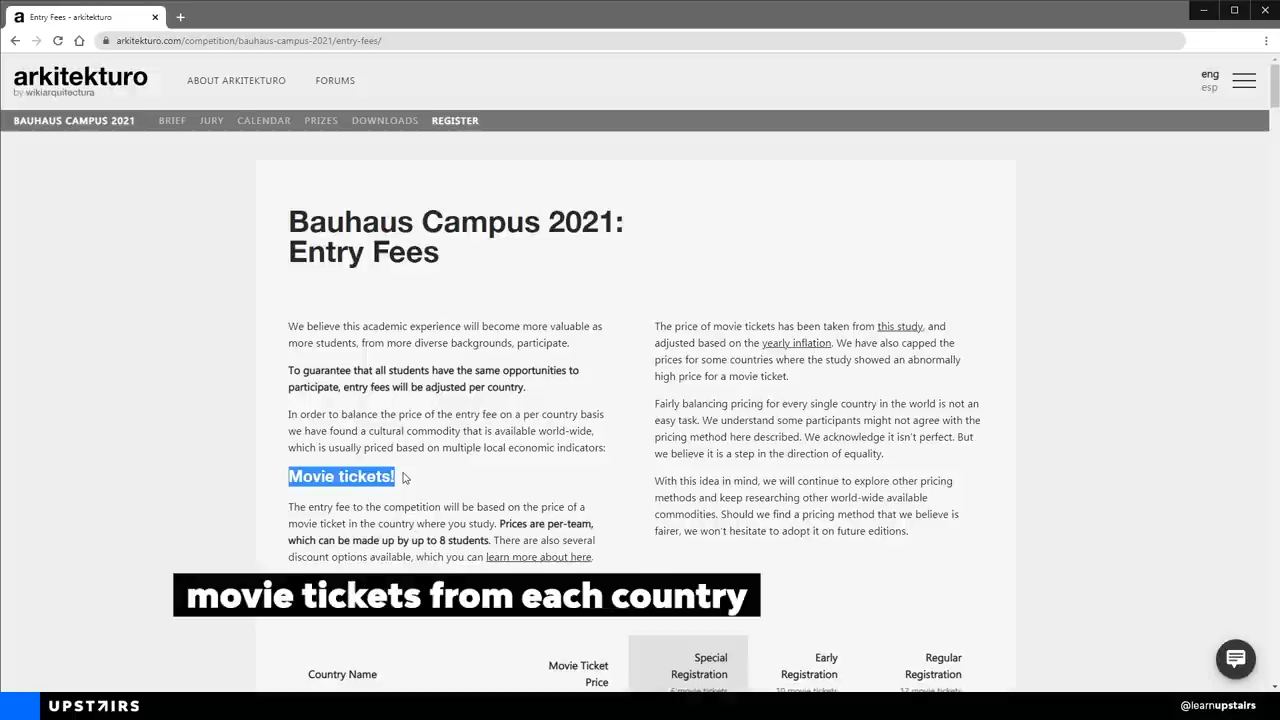 Entry Fees - arkitekturo
arkitekturo.com/competition/bauhaus-campus-2021/entry-fees/
arkitekturo
by wikiarquitectura
ABOUT ARKITEKTURO
FORUMS
eng
esp
BAUHAUS CAMPUS 2021
BRIEF
JURY
CALENDAR
PRIZES
DOWNLOADS
REGISTER
Bauhaus Campus 2021:
Entry Fees
We believe this academic experience will become more valuable as
more students, from more diverse backgrounds, participate.
To guarantee that all students have the same opportunities to
participate, entry fees will be adjusted per country.
In order to balance the price of the entry fee on a per country basis
we have found a cultural commodity that is available world-wide,
which is usually priced based on multiple local economic indicators:
Movie tickets!
The entry fee to the competition will be based on the price of a
movie ticket in the country where you study. Prices are per-team,
which can be made up by up to 8 students. There are also several
discount options available, which you can learn more about here.
The price of movie tickets has been taken from this study, and
adjusted based on the yearly inflation. We have also capped the
prices for some countries where the study showed an abnormally
high price for a movie ticket.
Fairly balancing pricing for every single country in the world is not an
easy task. We understand some participants might not agree with the
pricing method here described. We acknowledge it isn't perfect. But
we believe it is a step in the direction of equality.
With this idea in mind, we will continue to explore other pricing
methods and keep researching other world-wide available
commodities. Should we find a pricing method that we believe is
fairer, we won't hesitate to adopt it on future editions.
movie tickets from each country
Country Name
Movie Ticket
Price
Special
Registration
6 movie tickets
Early
Registration
10 movie tickets
Regular
Registration
12 movie tickets
UPSTAIRS
@learnupstairs